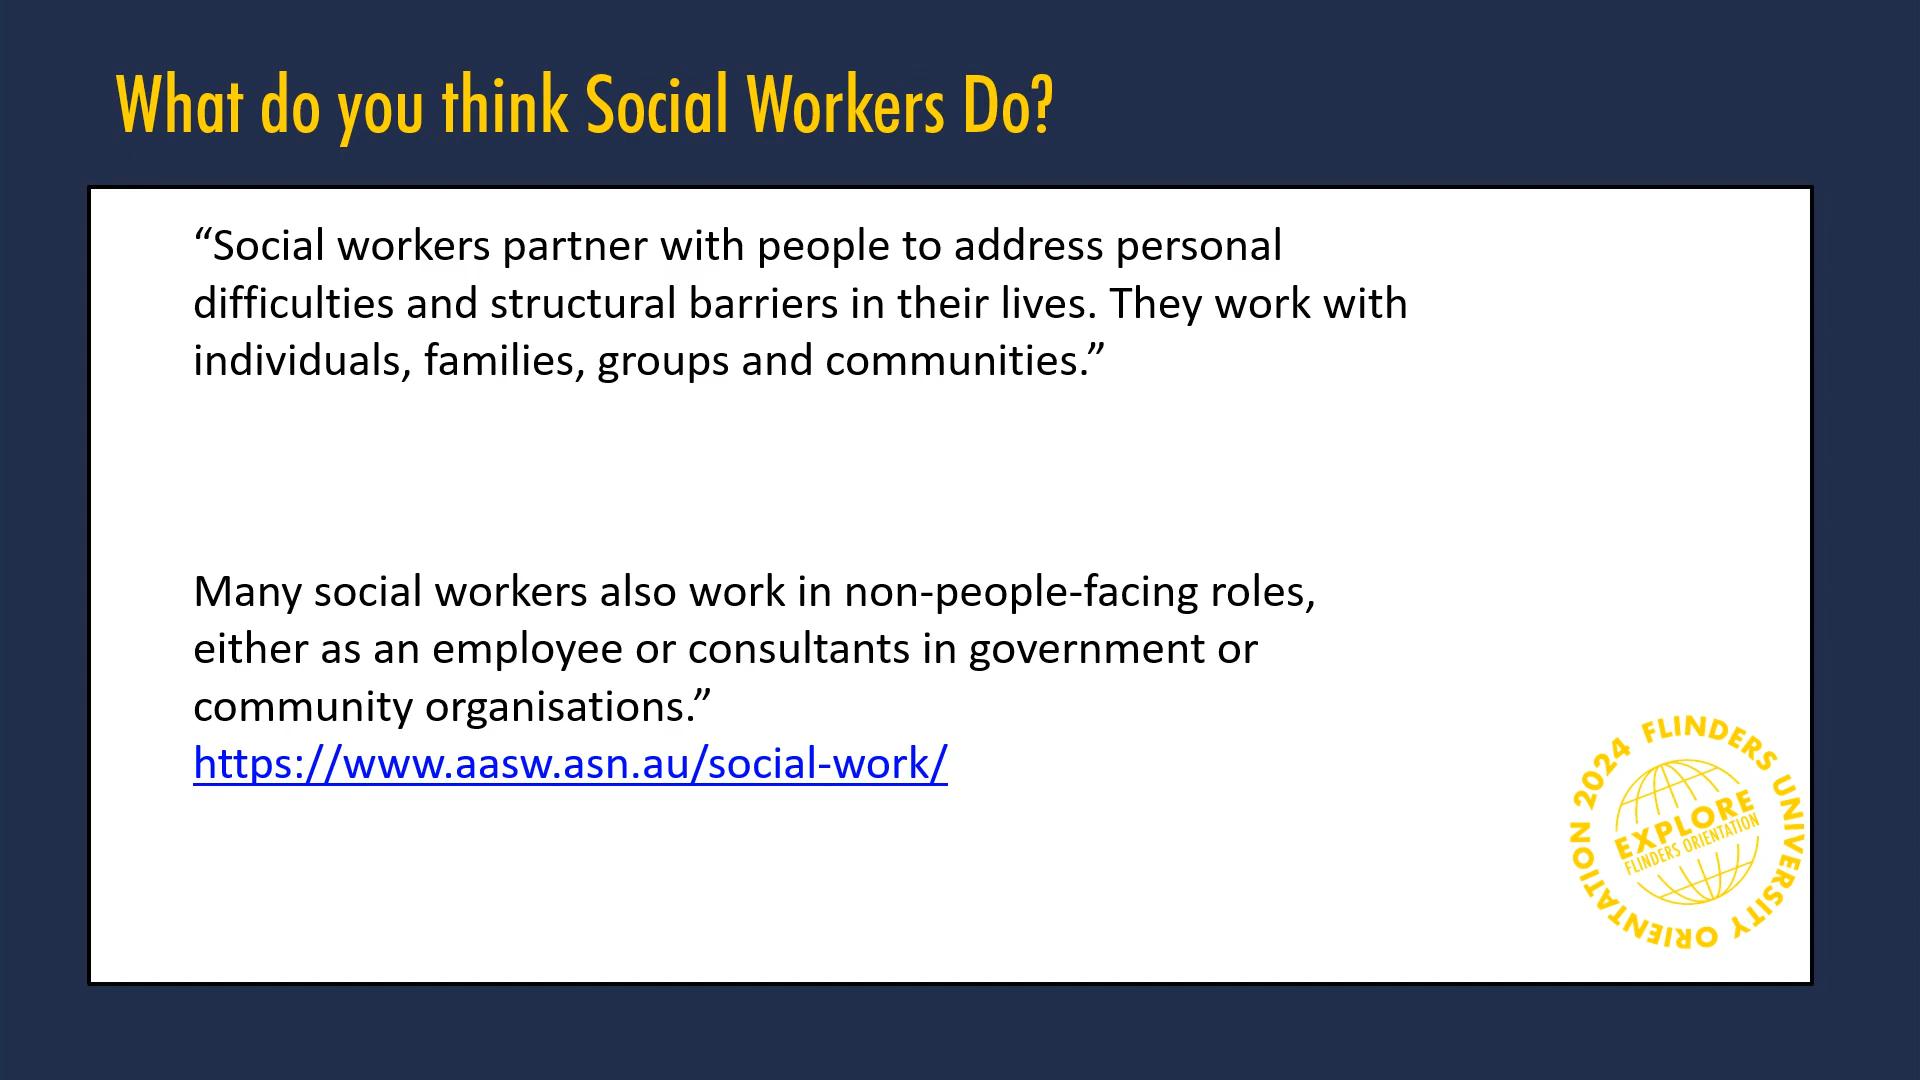 What do you think Social Workers Do?
“Social workers partner with people to address personal
difficulties and structural barriers in their lives. They work with
individuals, families, groups and communities.”
Many social workers also work in non-people-facing roles,
either as an employee or consultants in government or
community organisations.”
https://www.aasw.asn.au/social-work/
FLINDERS UNIVERSITY ORIENTATION 2024
EXPLORE
FLINDERS ORIENTATION